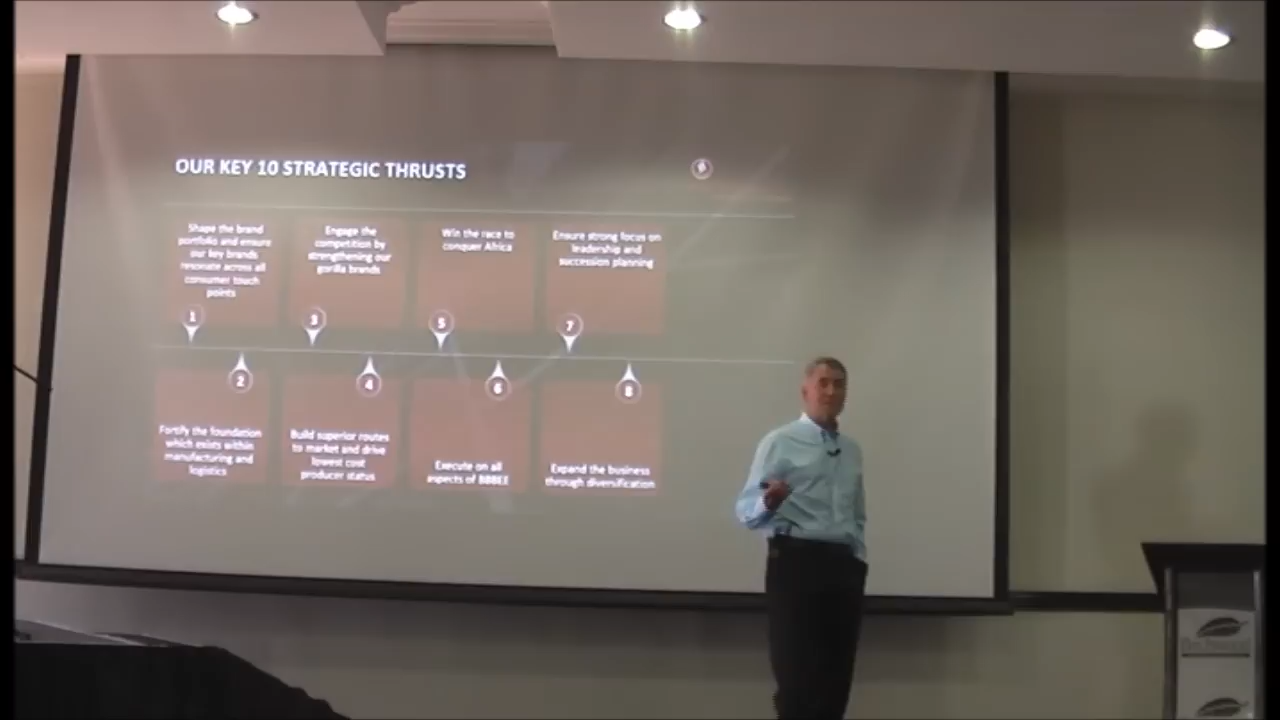 OUR KEY 10 STRATEGIC THRUSTS
Shape the brand
portfolio and ensure
our key brands
resonate across all
consumer touch
points
1
Engage the
competition by
strengthening our
gorilla brands
3
Win the race to
conquer Africa
5
Ensure strong focus on
leadership and
succession planning
7
2
Fortify the foundation
which exists within
manufacturing and
logistics
4
Build superior routes
to market and drive
lowest cost
producer status
6
Execute on all
aspects of BBBEE
8
Expand the business
through diversification